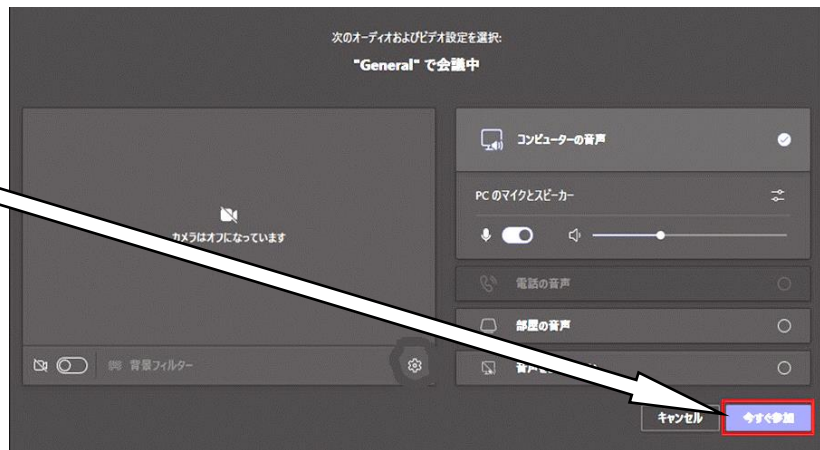 次のオーディオおよびビデオ設定を選択:
"General" で会議中
カメラはオフになっています
背景フィルター
コンピューターの音声
PC のマイクとスピーカー
電話の音声
部屋の音声
キャンセル
今すぐ参加